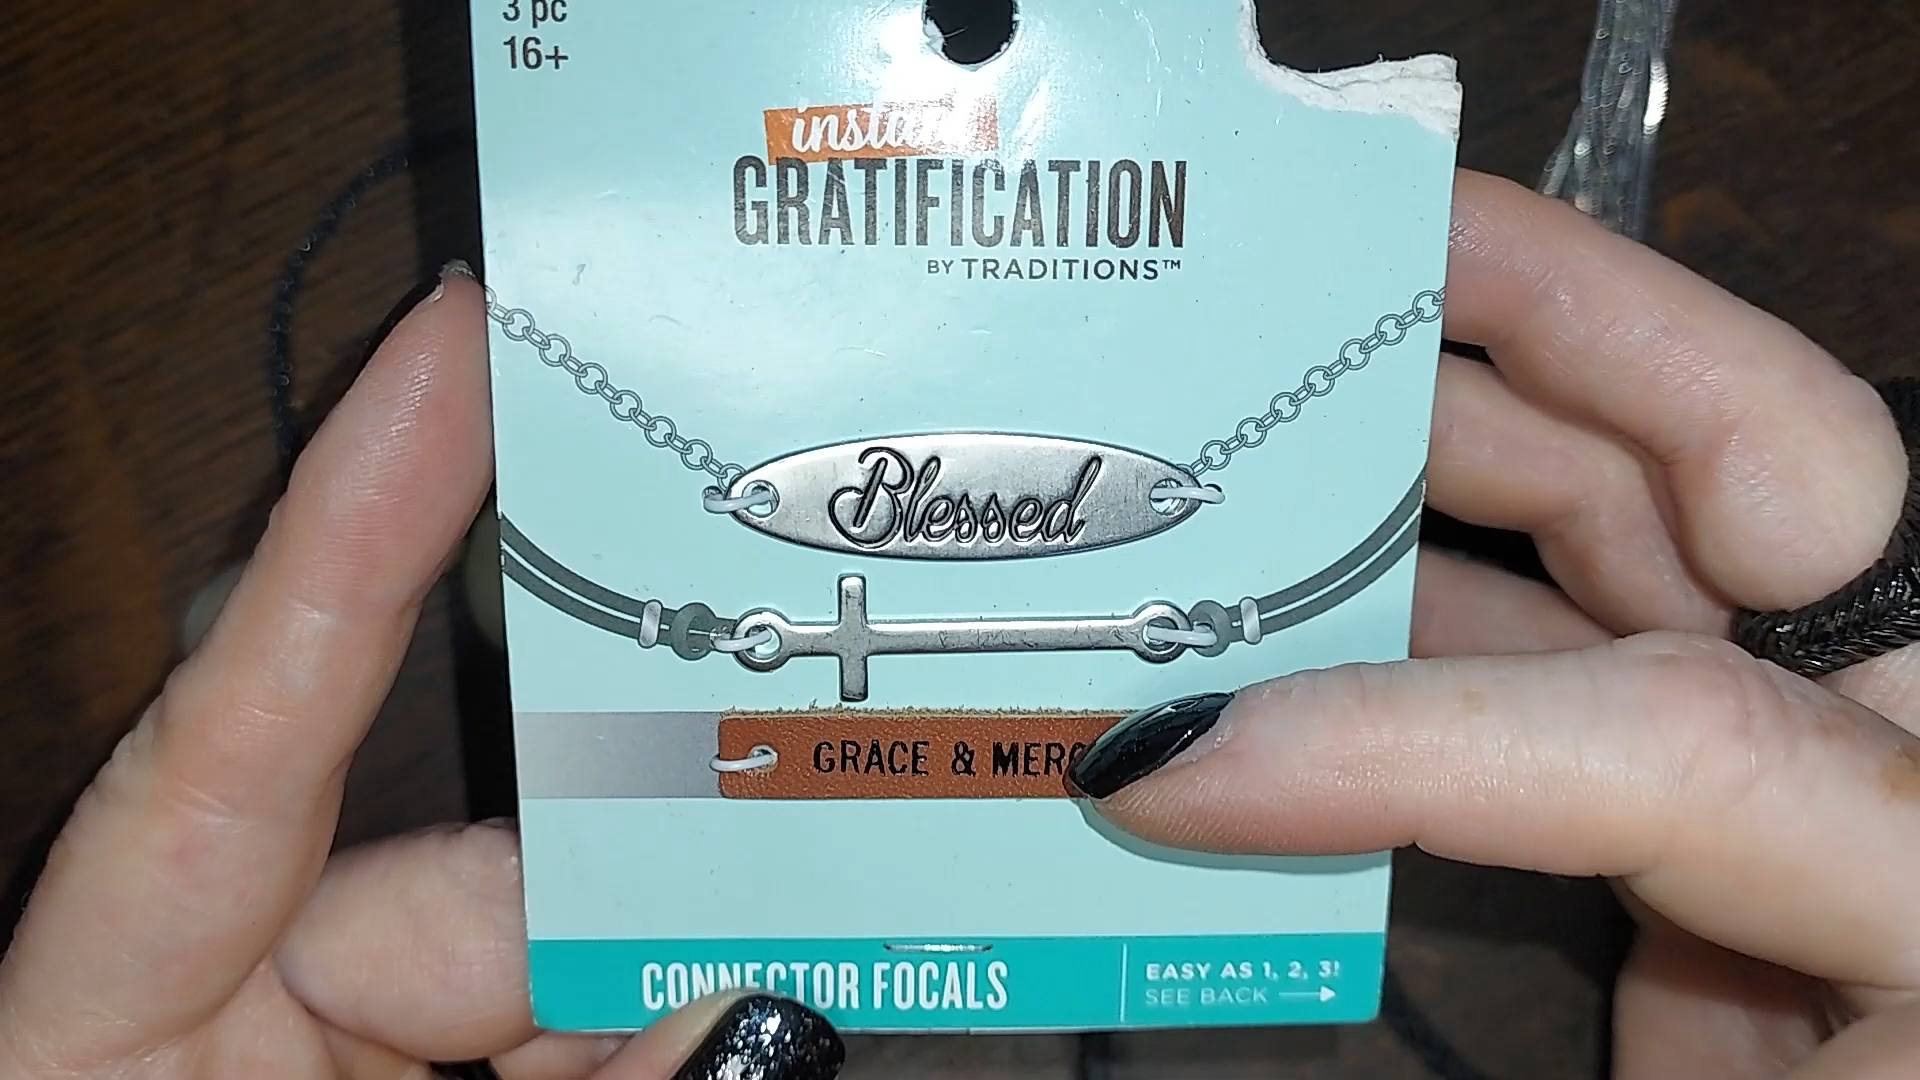 3 pc
16+
instant
GRATIFICATION
BY TRADITIONS™
Blessed
GRACE & MERC
CONNECTOR FOCALS
EASY AS 1, 2, 3!
SEE BACK